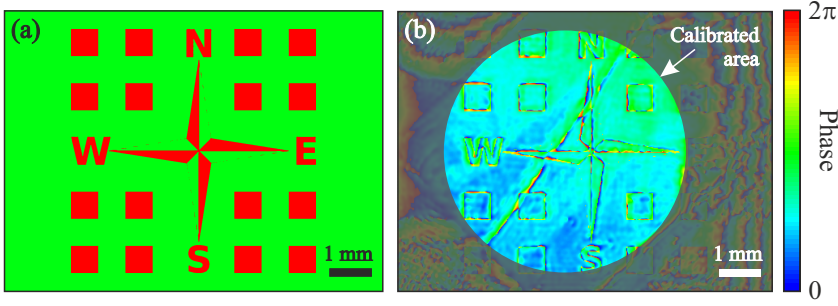 (a)
N
W
E
S
1 mm
(b)
Calibrated
area
N
W
S
1 mm
2π
Phase
0